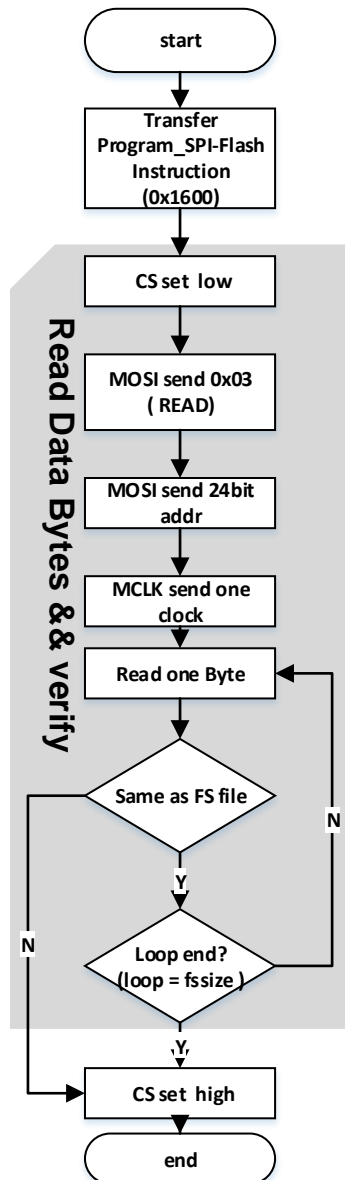 start
Transfer
Program_SPI-Flash
Instruction
(0x1600)
CS set low
Read Data Bytes && verify
MOSI send 0x03
( READ)
MOSI send 24bit
addr
MCLK send one
clock
Read one Byte
Same as FS file
N
Y
N
Loop end?
(loop = fssize )
Y
CS set high
end